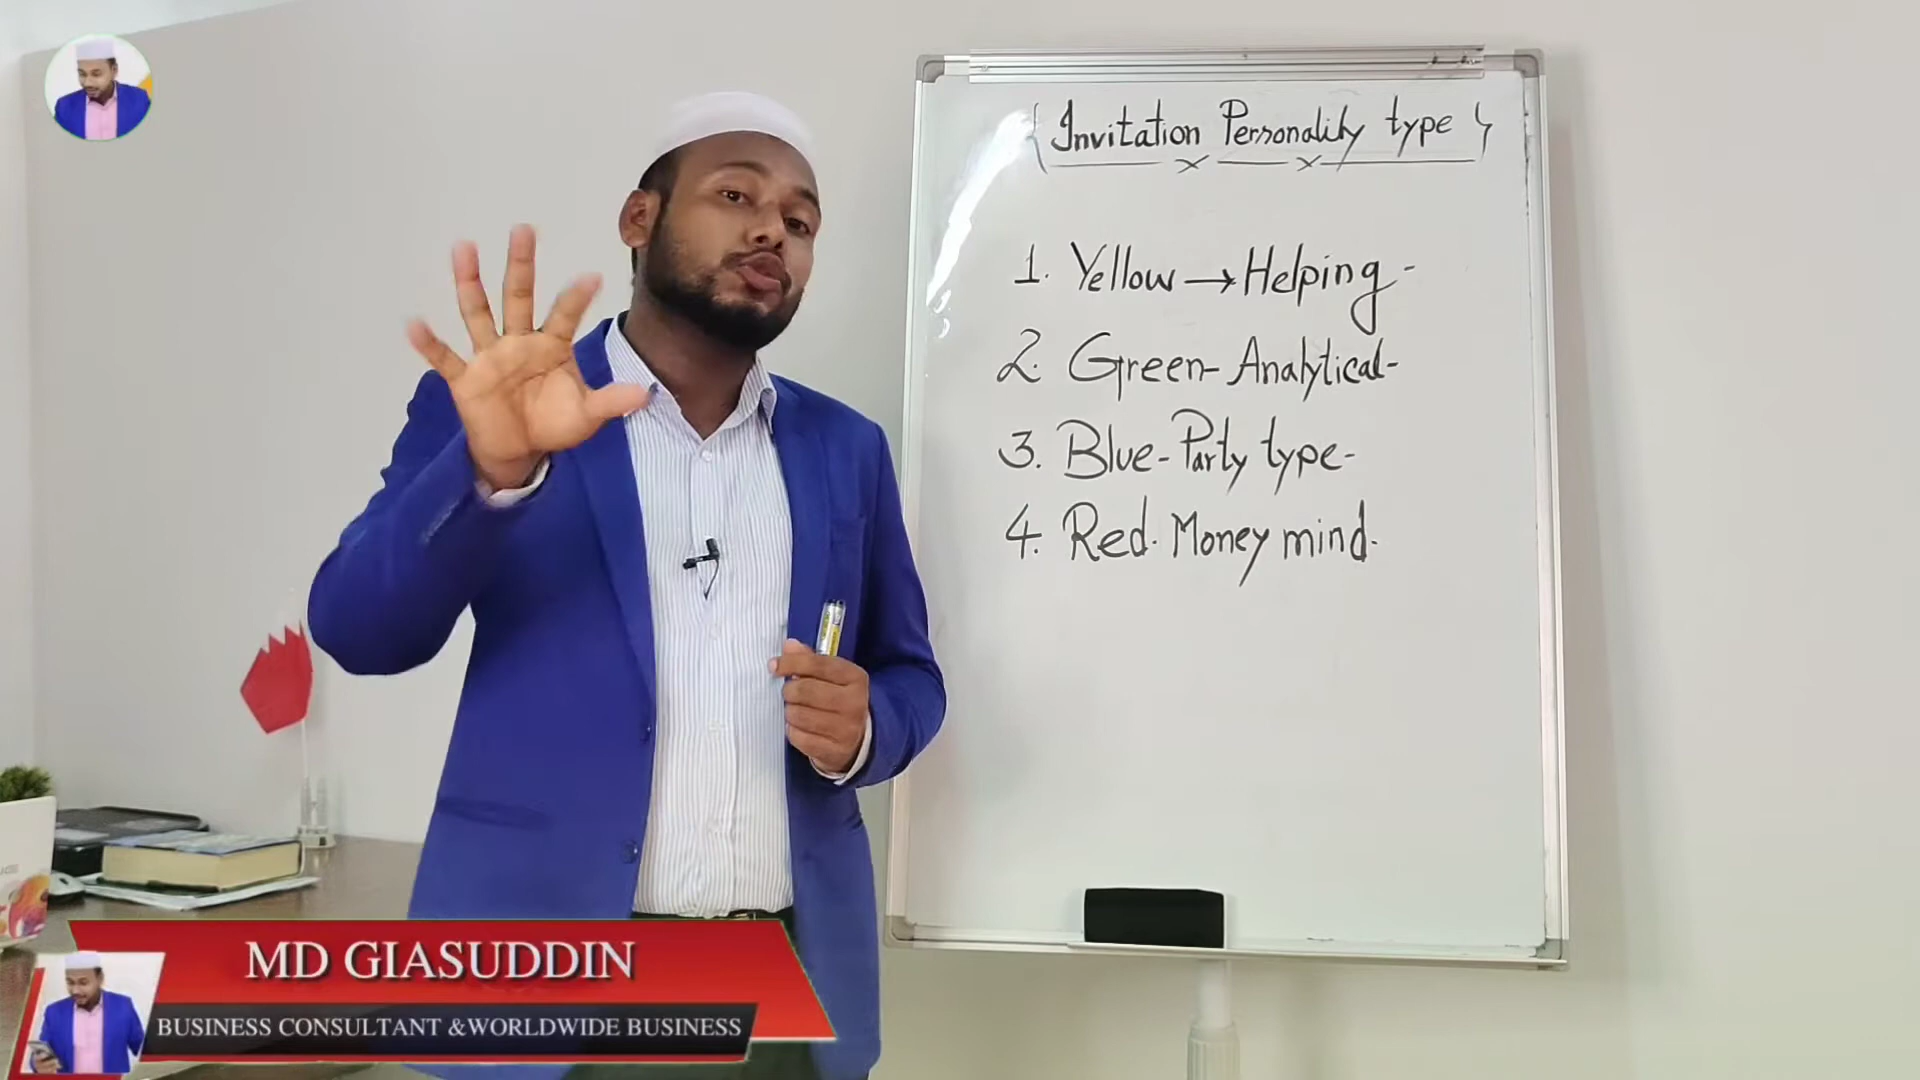 { Invitation Personality type }
1. Yellow → Helping -
2. Green - Analytical -
3. Blue - Party type -
4. Red. Money mind.
MD GIASUDDIN
BUSINESS CONSULTANT &WORLDWIDE BUSINESS